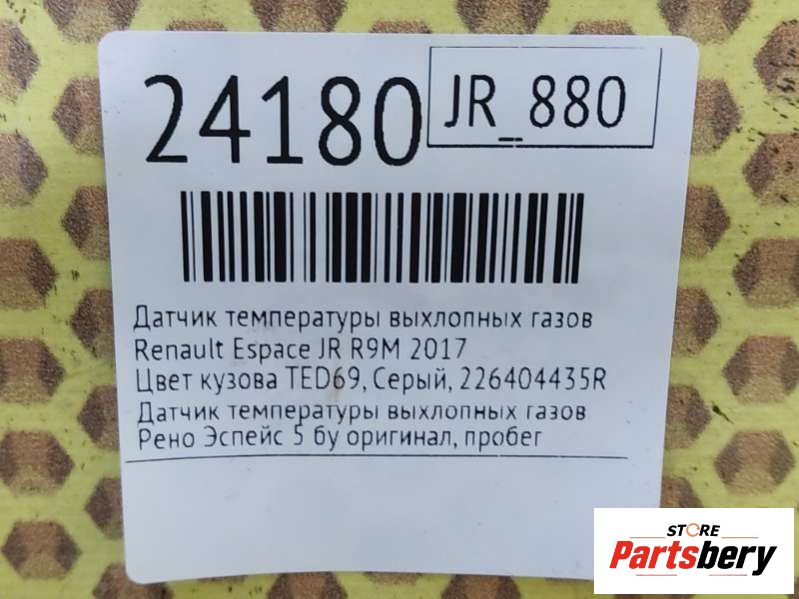 24180
JR_880
Датчик температуры выхлопных газов
Renault Espace JR R9M 2017
Цвет кузова TED69, Серый, 226404435R
Датчик температуры выхлопных газов
Рено Эспейс 5 бу оригинал, пробег
STORE
Partsbery